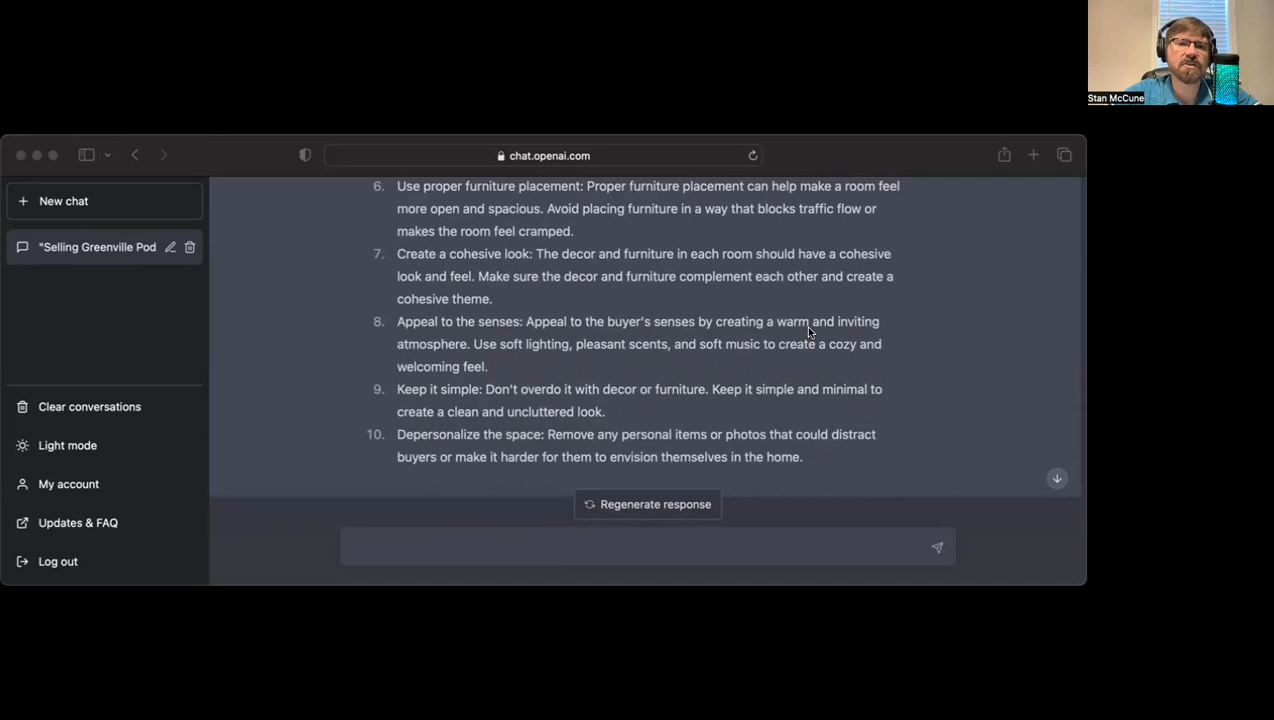 Stan McCune
chat.openai.com
New chat
"Selling Greenville Pod
Clear conversations
Light mode
My account
Updates & FAQ
Log out
6. Use proper furniture placement: Proper furniture placement can help make a room feel
more open and spacious. Avoid placing furniture in a way that blocks traffic flow or
makes the room feel cramped.
7. Create a cohesive look: The decor and furniture in each room should have a cohesive
look and feel. Make sure the decor and furniture complement each other and create a
cohesive theme.
8. Appeal to the senses: Appeal to the buyer's senses by creating a warm and inviting
atmosphere. Use soft lighting, pleasant scents, and soft music to create a cozy and
welcoming feel.
9. Keep it simple: Don't overdo it with decor or furniture. Keep it simple and minimal to
create a clean and uncluttered look.
10. Depersonalize the space: Remove any personal items or photos that could distract
buyers or make it harder for them to envision themselves in the home.
Regenerate response